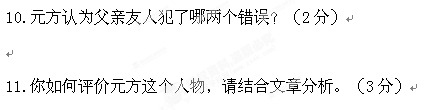 10.元方认为父亲友人犯了哪两个错误？（2分）
11.你如何评价元方这个人物，请结合文章分析。（3分）